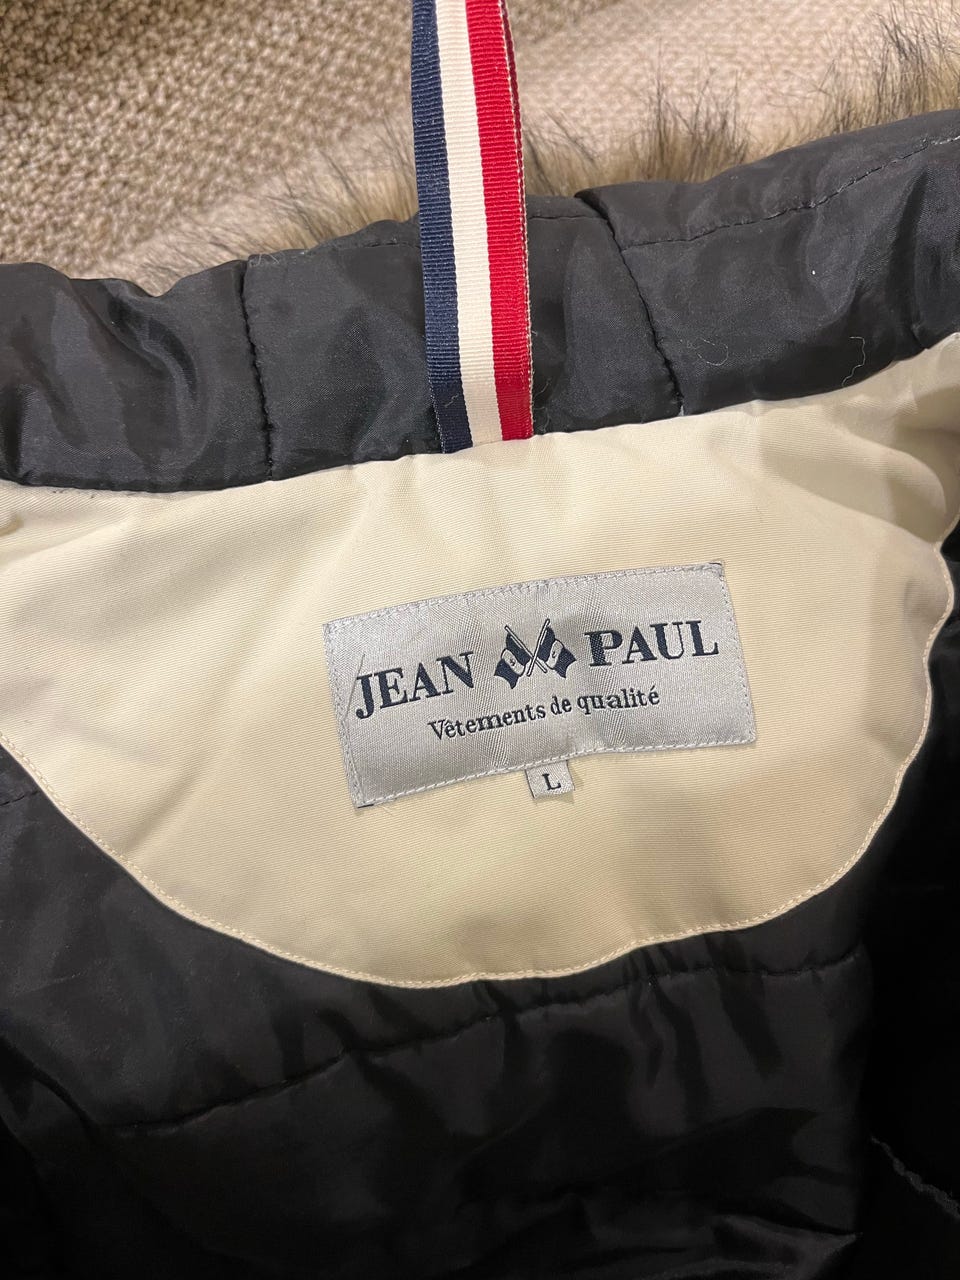 JEAN PAUL
Vêtements de qualité
L